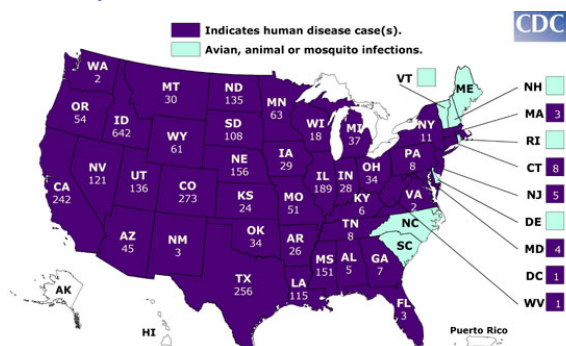 Indicates human disease case(s).
Avian, animal or mosquito infections.
CDC
WA
2
MT
30
ND
135
MN
63
VT
ME
NH
OR
54
ID
642
WY
61
SD
108
WI
18
MI
37
NY
11
MA 3
RI
NV
121
UT
136
CO
273
NE
156
IA
29
IL
189
IN
28
OH
34
PA
8
CT 8
CA
242
KS
24
MO
51
KY
6
VA
2
NJ 5
DE
AZ
45
NM
3
OK
34
AR
26
TN
8
NC
SC
MD 4
TX
256
LA
115
MS
151
AL
5
GA
7
DC 1
WV 1
AK
HI
FL
3
Puerto Rico